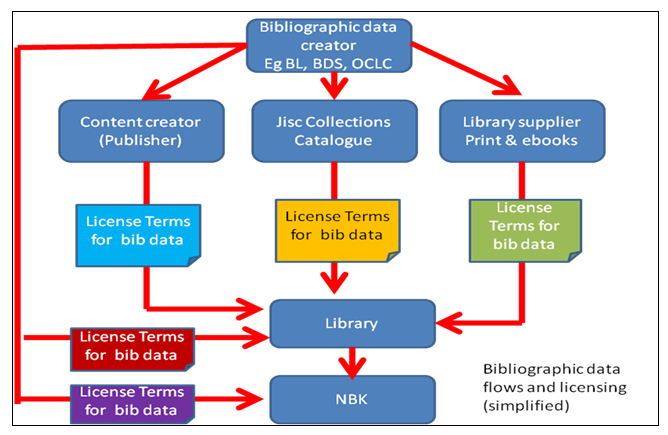 Bibliographic data
creator
Eg BL, BDS, OCLC
Content creator
(Publisher)
Jisc Collections
Catalogue
Library supplier
Print & ebooks
License Terms
for bib data
License Terms
for bib data
License
Terms for
bib data
Library
License Terms
for bib data
License Terms
for bib data
NBK
Bibliographic data
flows and licensing
(simplified)